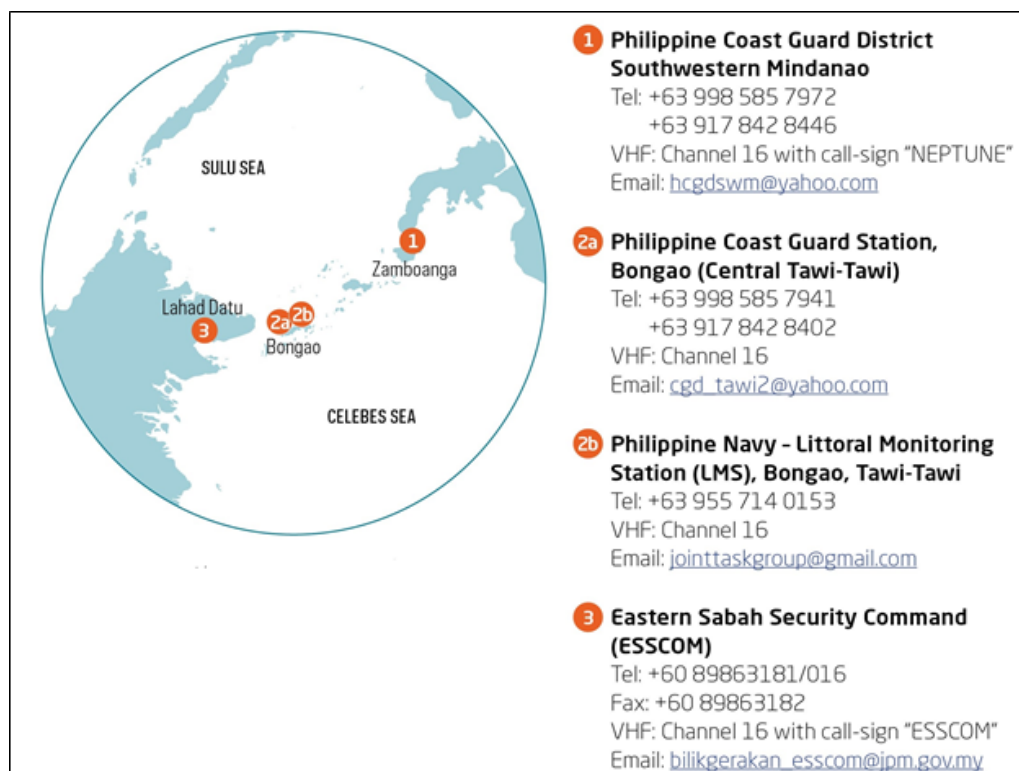 SULU SEA
1
Zamboanga
Lahad Datu
3
2a
2b
Bongao
CELEBES SEA
1 Philippine Coast Guard District
Southwestern Mindanao
Tel: +63 998 585 7972
+63 917 842 8446
VHF: Channel 16 with call-sign "NEPTUNE"
Email: hcgdswm@yahoo.com
2a Philippine Coast Guard Station,
Bongao (Central Tawi-Tawi)
Tel: +63 998 585 7941
+63 917 842 8402
VHF: Channel 16
Email: cgd_tawi2@yahoo.com
2b Philippine Navy – Littoral Monitoring
Station (LMS), Bongao, Tawi-Tawi
Tel: +63 955 714 0153
VHF: Channel 16
Email: jointtaskgroup@gmail.com
3 Eastern Sabah Security Command
(ESSCOM)
Tel: +60 89863181/016
Fax: +60 89863182
VHF: Channel 16 with call-sign "ESSCOM"
Email: bilikgerakan_esscom@jpm.gov.my